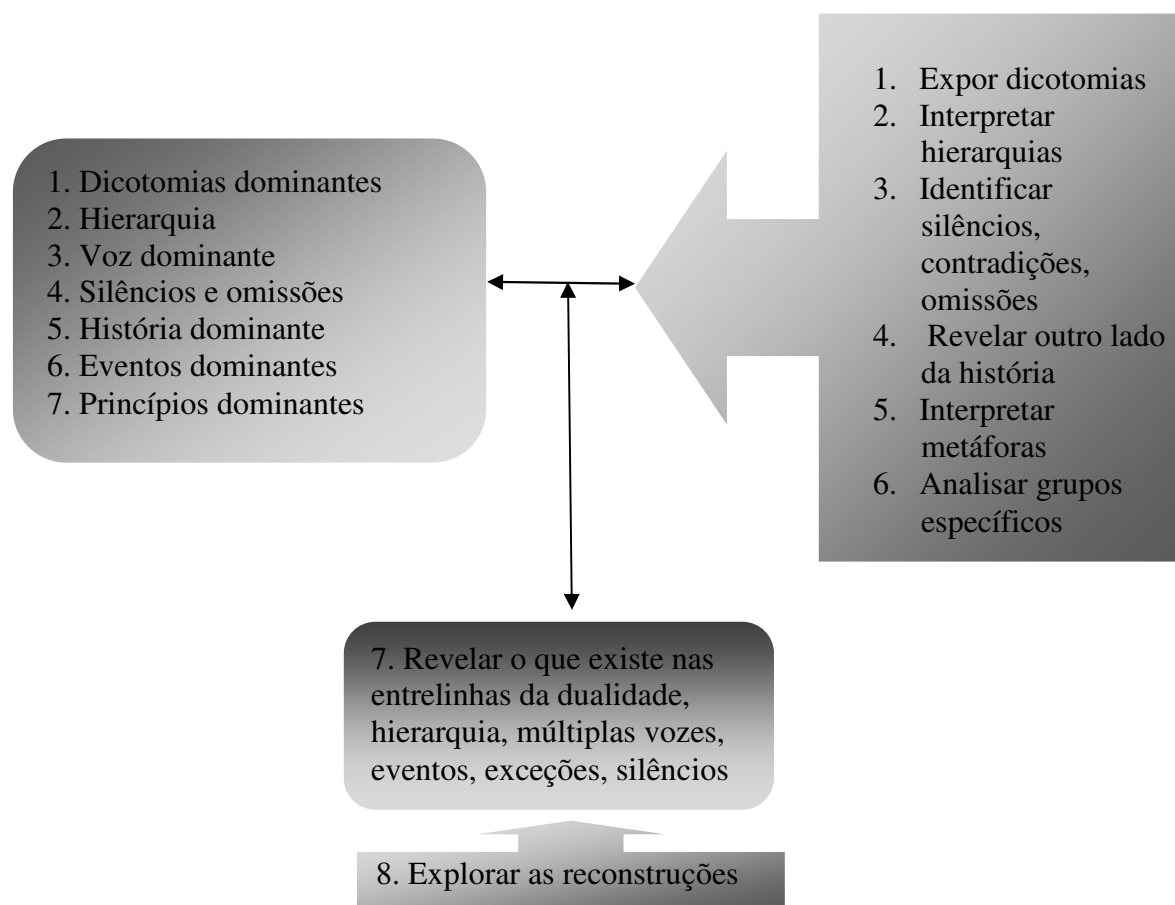 1. Dicotomias dominantes
2. Hierarquia
3. Voz dominante
4. Silêncios e omissões
5. História dominante
6. Eventos dominantes
7. Princípios dominantes
1. Expor dicotomias
2. Interpretar
hierarquias
3. Identificar
silêncios,
contradições,
omissões
4. Revelar outro lado
da história
5. Interpretar
metáforas
6. Analisar grupos
específicos
7. Revelar o que existe nas
entrelinhas da dualidade,
hierarquia, múltiplas vozes,
eventos, exceções, silêncios
8. Explorar as reconstruções